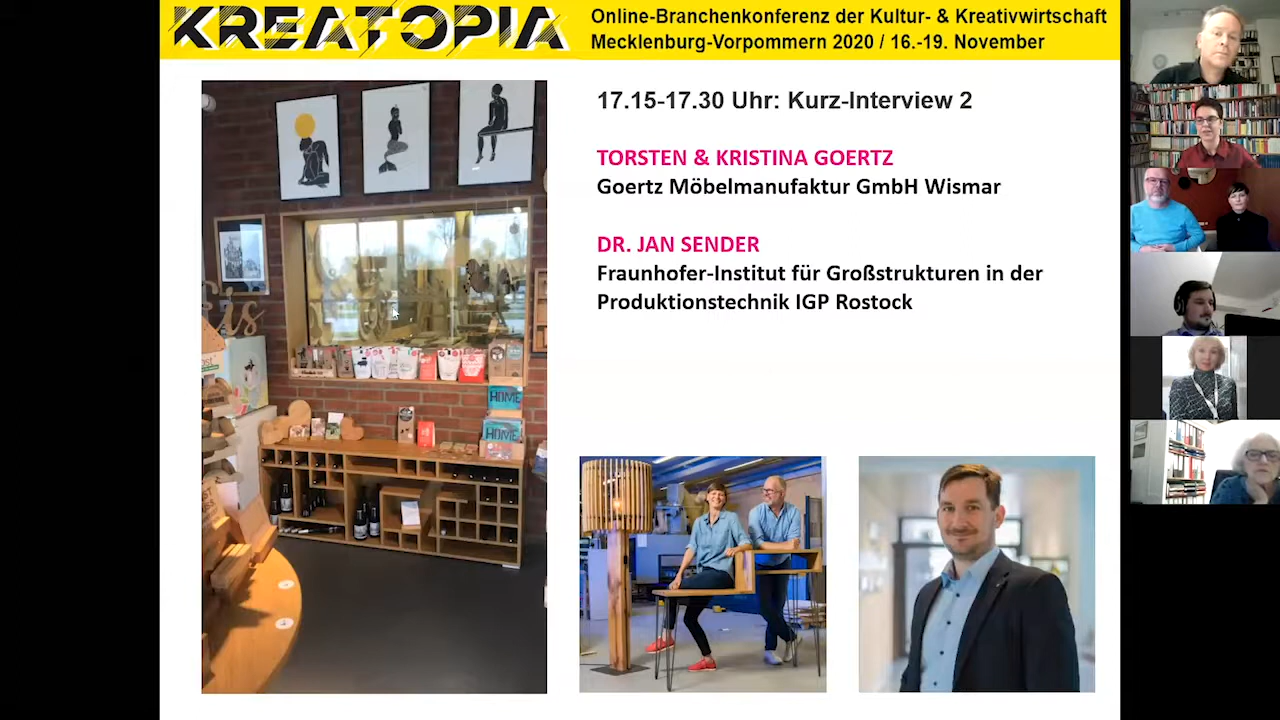 KREATOPIA
Online-Branchenkonferenz der Kultur- & Kreativwirtschaft
Mecklenburg-Vorpommern 2020 / 16.-19. November
17.15-17.30 Uhr: Kurz-Interview 2
TORSTEN & KRISTINA GOERTZ
Goertz Möbelmanufaktur GmbH Wismar
DR. JAN SENDER
Fraunhofer-Institut für Großstrukturen in der
Produktionstechnik IGP Rostock
HOME
HOME